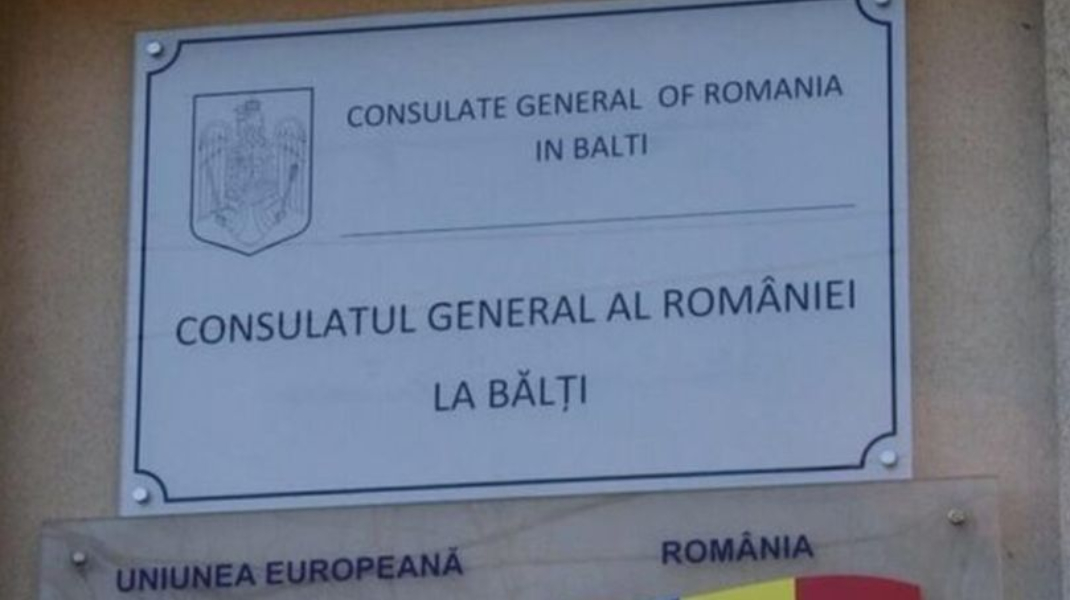 CONSULATE GENERAL OF ROMANIA
IN BALTI
CONSULATUL GENERAL AL ROMÂNIEI
LA BĂLȚI
UNIUNEA EUROPEANĂ
ROMÂNIA